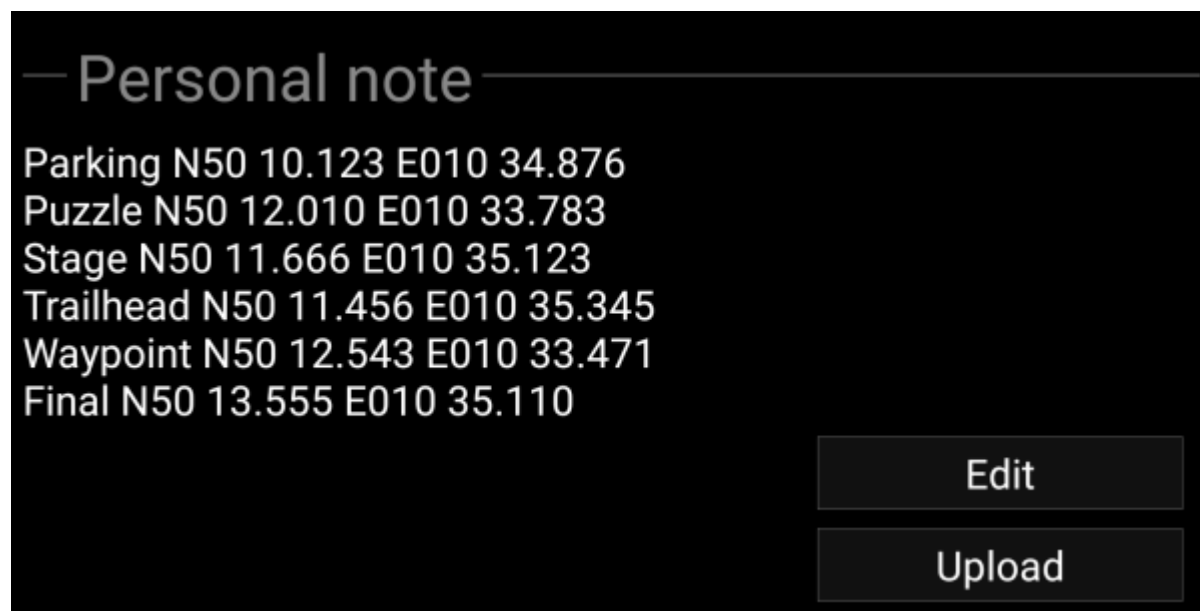 Personal note
Parking N50 10.123 E010 34.876
Puzzle N50 12.010 E010 33.783
Stage N50 11.666 E010 35.123
Trailhead N50 11.456 E010 35.345
Waypoint N50 12.543 E010 33.471
Final N50 13.555 E010 35.110
Edit
Upload